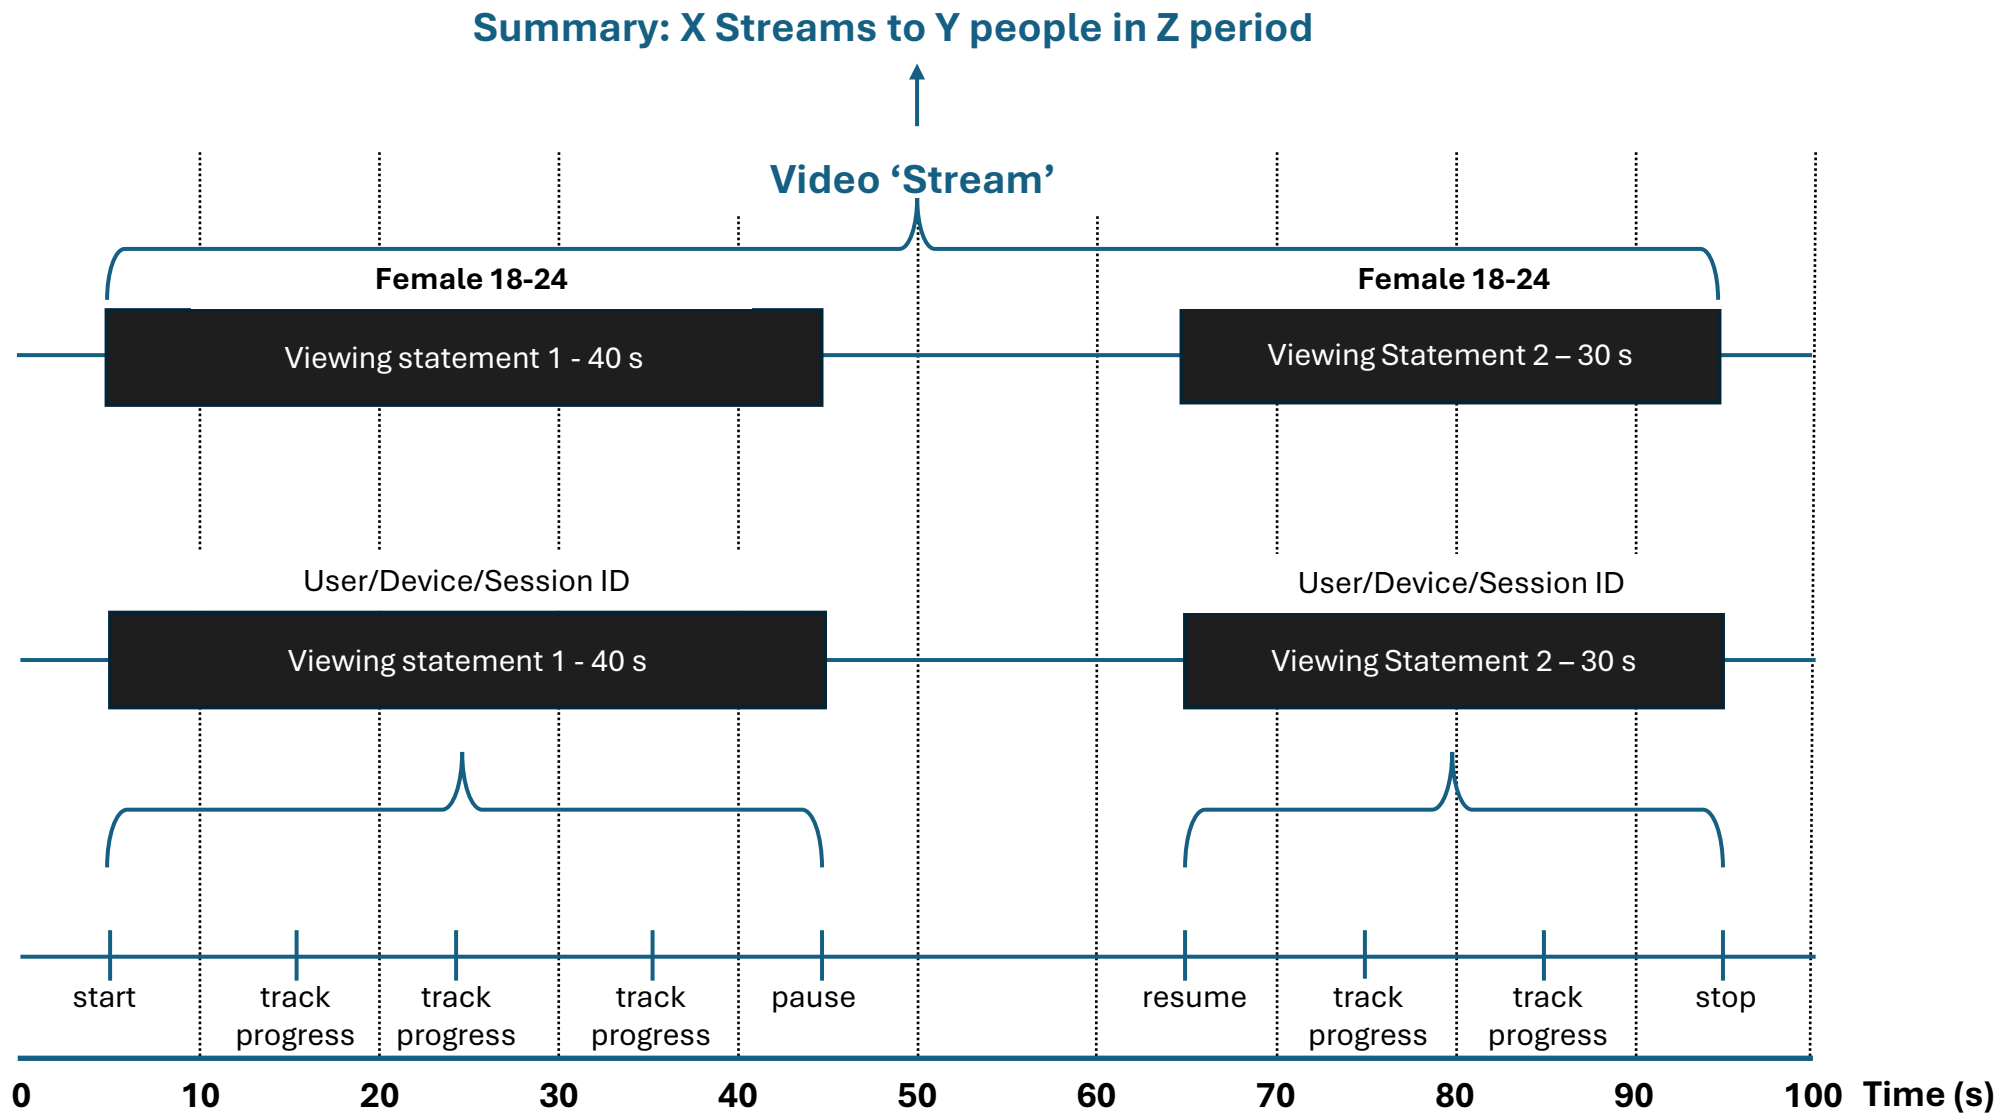 Summary: X Streams to Y people in Z period
Video ‘Stream’
Female 18-24
Female 18-24
Viewing statement 1 - 40 s
Viewing Statement 2 – 30 s
User/Device/Session ID
User/Device/Session ID
Viewing statement 1 - 40 s
Viewing Statement 2 – 30 s
start
track
progress
track
progress
track
progress
pause
resume
track
progress
track
progress
stop
0 10 20 30 40 50 60 70 80 90 100 Time (s)